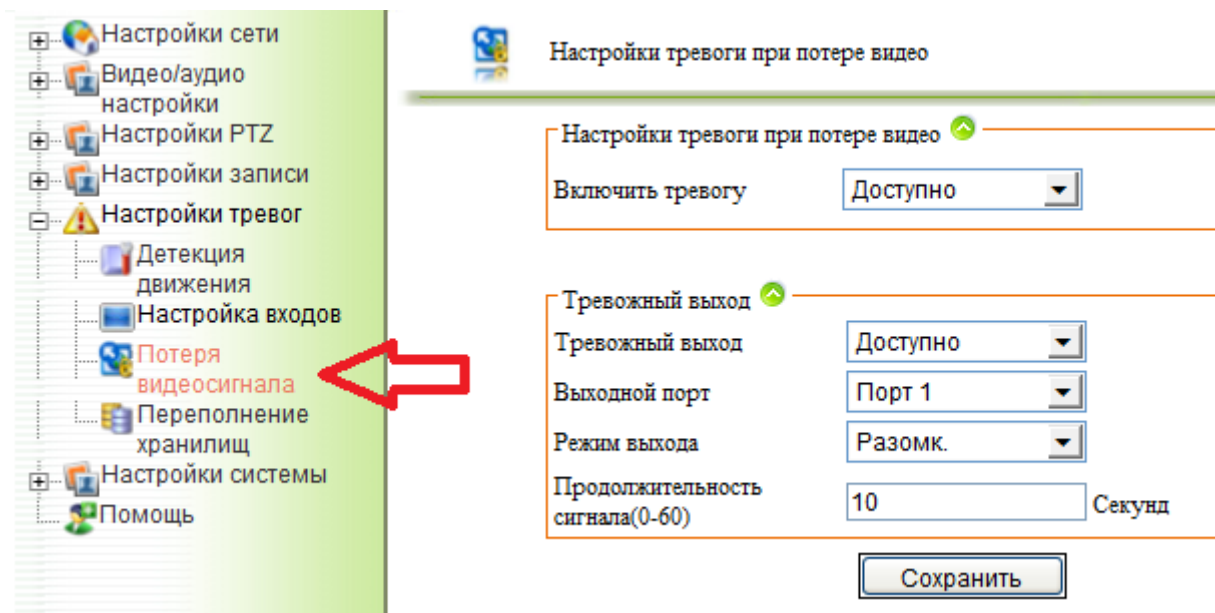 Настройки сети
Видео/аудио
настройки
Настройки PTZ
Настройки записи
Настройки тревог
Детекция
движения
Настройка входов
Потеря
видеосигнала
Переполнение
хранилищ
Настройки системы
Помощь
Настройки тревоги при потере видео
Настройки тревоги при потере видео
Включить тревогу Доступно
Тревожный выход
Тревожный выход Доступно
Выходной порт Порт 1
Режим выхода Разомк.
Продолжительность
сигнала(0-60) 10 Секунд
Сохранить